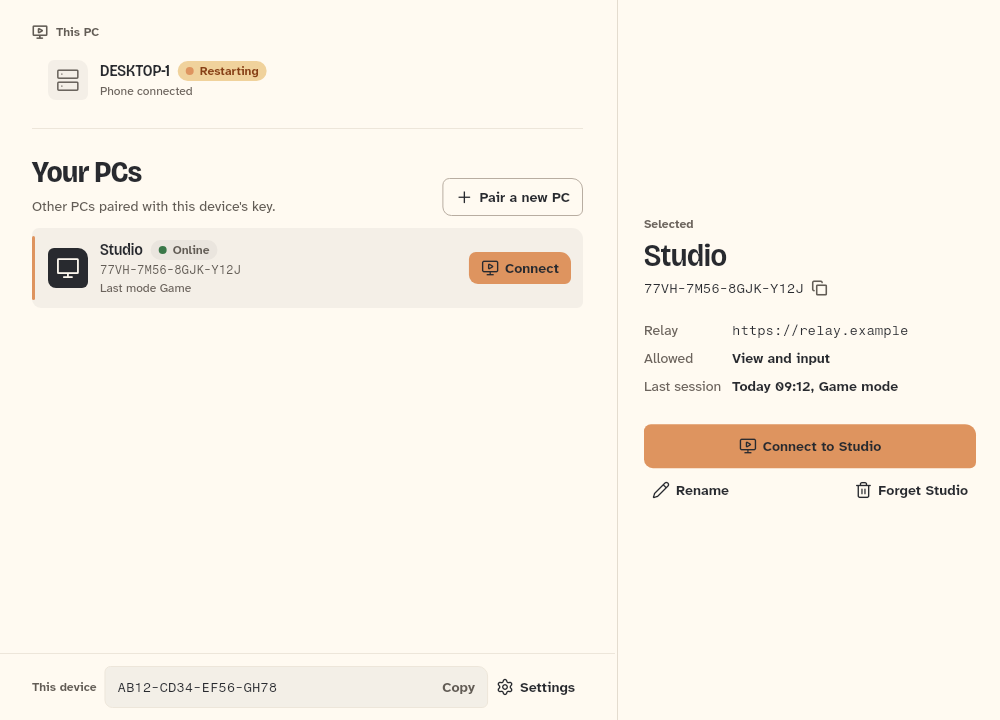 This PC
DESKTOP-1 Restarting
Phone connected
Your PCs
Other PCs paired with this device's key.
Pair a new PC
Studio Online
77VH-7M56-8GJK-Y12J
Last mode Game
Connect
This device AB12-CD34-EF56-GH78 Copy Settings
Selected
Studio
77VH-7M56-8GJK-Y12J
Relay https://relay.example
Allowed View and input
Last session Today 09:12, Game mode
Connect to Studio
Rename Forget Studio